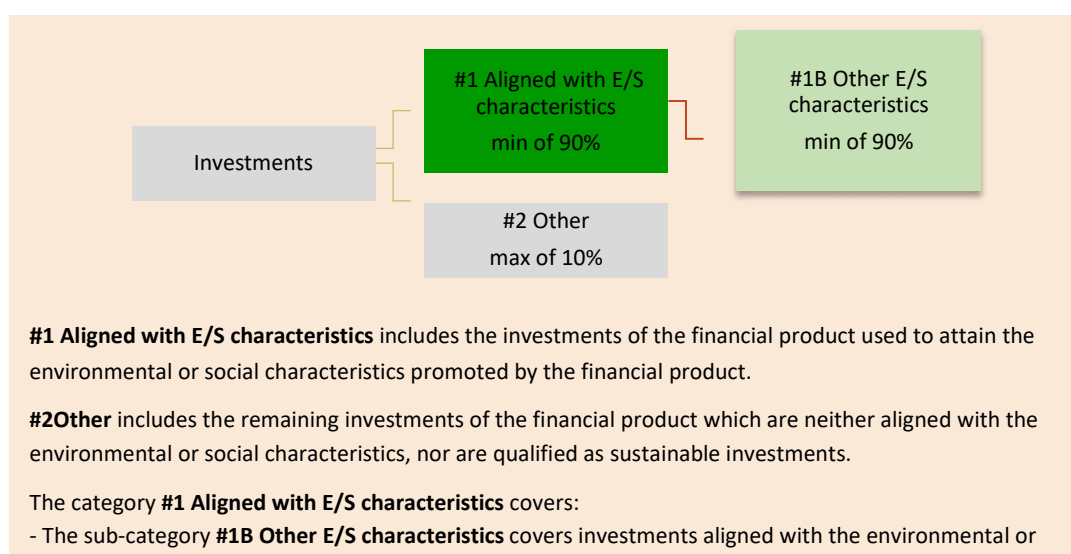 #1 Aligned with E/S
characteristics
min of 90%
#1B Other E/S
characteristics
min of 90%
Investments
#2 Other
max of 10%
#1 Aligned with E/S characteristics includes the investments of the financial product used to attain the
environmental or social characteristics promoted by the financial product.
#2Other includes the remaining investments of the financial product which are neither aligned with the
environmental or social characteristics, nor are qualified as sustainable investments.
The category #1 Aligned with E/S characteristics covers:
- The sub-category #1B Other E/S characteristics covers investments aligned with the environmental or